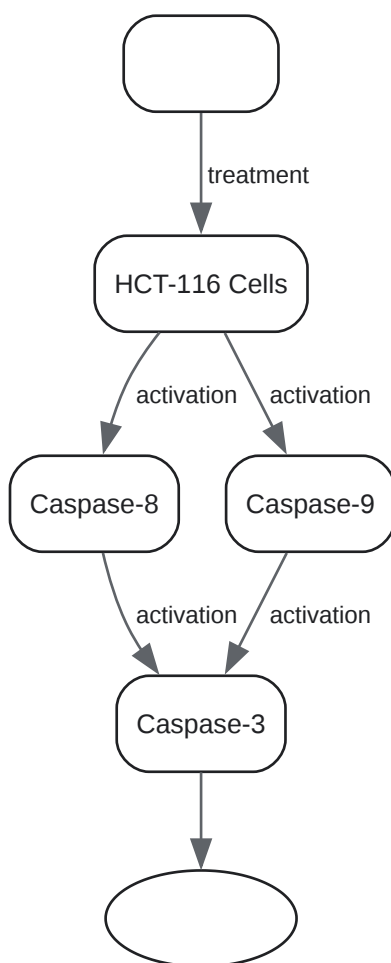 treatment
HCT-116 Cells
activation
activation
Caspase-8
Caspase-9
activation
activation
Caspase-3